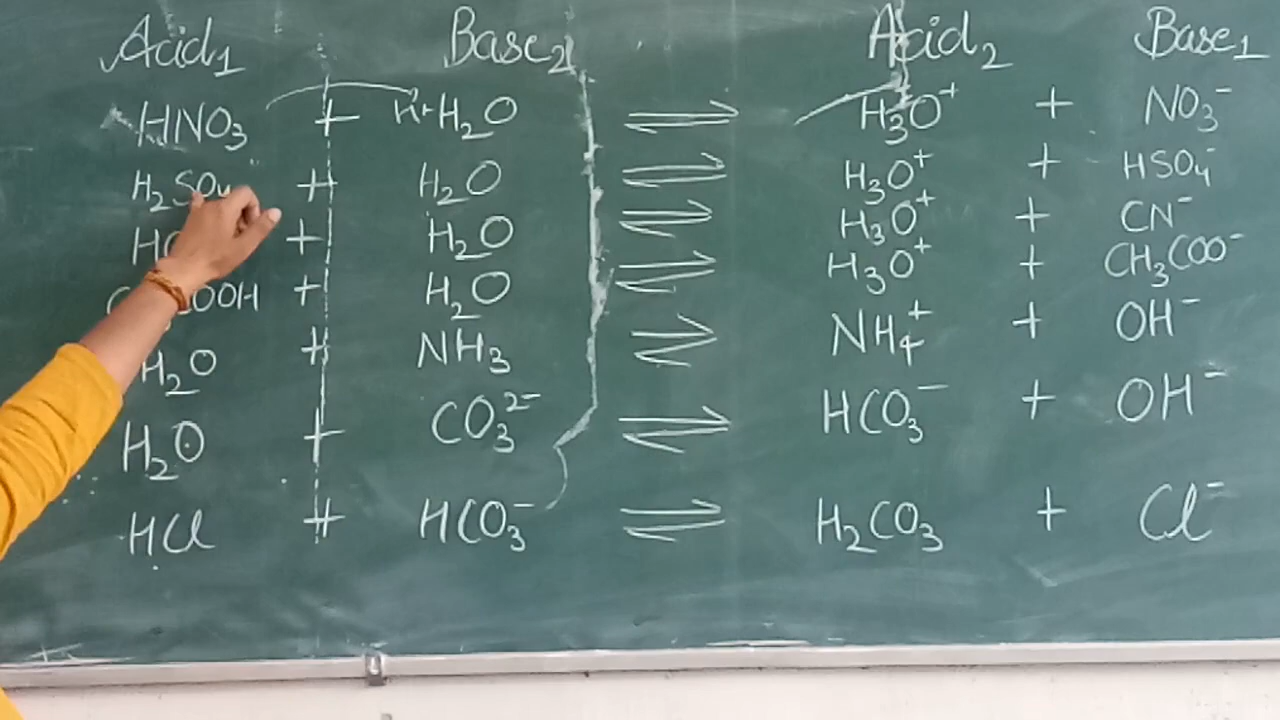 Acid₁ Base₂ Acid₂ Base₁
HNO₃ + H⁺H₂O ⇌ H₃O⁺ + NO₃⁻
H₂SO₄ + H₂O ⇌ H₃O⁺ + HSO₄⁻
+ H₂O ⇌ H₃O⁺ + CN⁻
+ H₂O ⇌ H₃O⁺ + CH₃COO⁻
H₂O + NH₃ ⇌ NH₄⁺ + OH⁻
H₂O + CO₃²⁻ ⇌ HCO₃⁻ + OH⁻
HCl + HCO₃⁻ ⇌ H₂CO₃ + Cl⁻